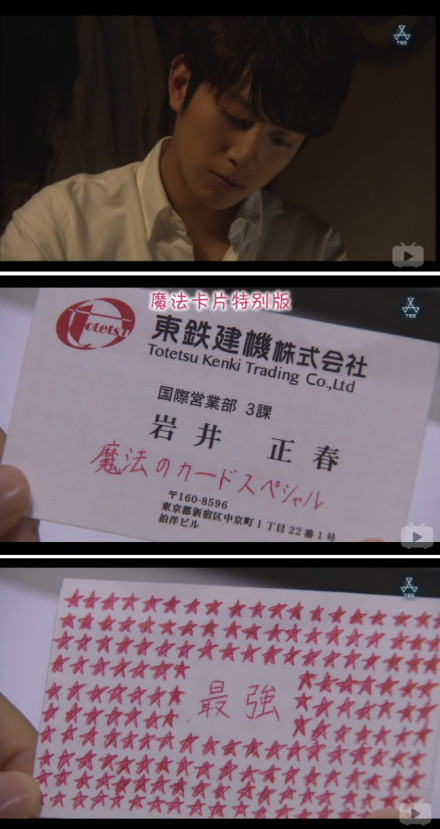 TBS
魔法卡片特别版
TBS
Totetsu
東鉄建機株式会社
Totetsu Kenki Trading Co.,Ltd
国際営業部 3課
岩井 正春
魔法のカードスペシャル
〒160-8596
東京都新宿区中京町1丁目22番1号
拍洋ビル
TBS
最強